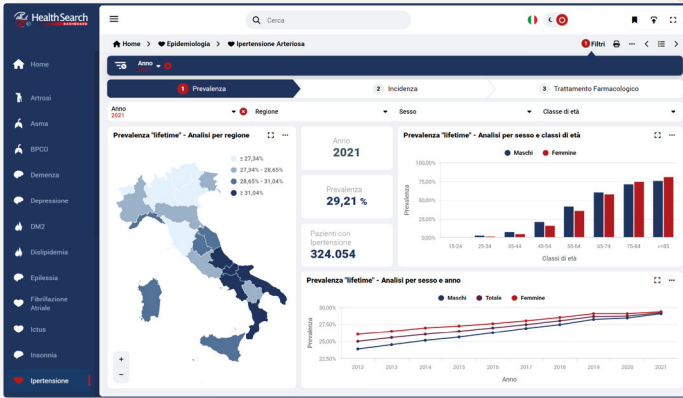 HealthSearch
DASHBOARD
Cerca
Home > Epidemiologia > Ipertensione Arteriosa
1 Filtri
Anno
2021
1 Prevalenza
2 Incidenza
3 Trattamento Farmacologico
Anno
2021
Regione
Sesso
Classe di età
Home
Artrosi
Asma
BPCO
Demenza
Depressione
DM2
Dislipidemia
Epilessia
Fibrillazione
Atriale
Ictus
Insonnia
Ipertensione
Prevalenza "lifetime" - Analisi per regione
≤ 27,34%
27,34% - 28,65%
28,65% - 31,04%
≥ 31,04%
+
−
Anno
2021
Prevalenza
29,21 %
Pazienti con
Ipertensione
324.054
Prevalenza "lifetime" - Analisi per sesso e classi di età
Maschi Femmine
Prevalenza
100,00%
75,00%
50,00%
25,00%
0,00%
15-24 25-34 35-44 45-54 55-64 65-74 75-84 >=85
Classi di età
Prevalenza "lifetime" - Analisi per sesso e anno
Maschi Totale Femmine
Prevalenza
30,00%
27,50%
25,00%
22,50%
2012 2013 2014 2015 2016 2017 2018 2019 2020 2021
Anno